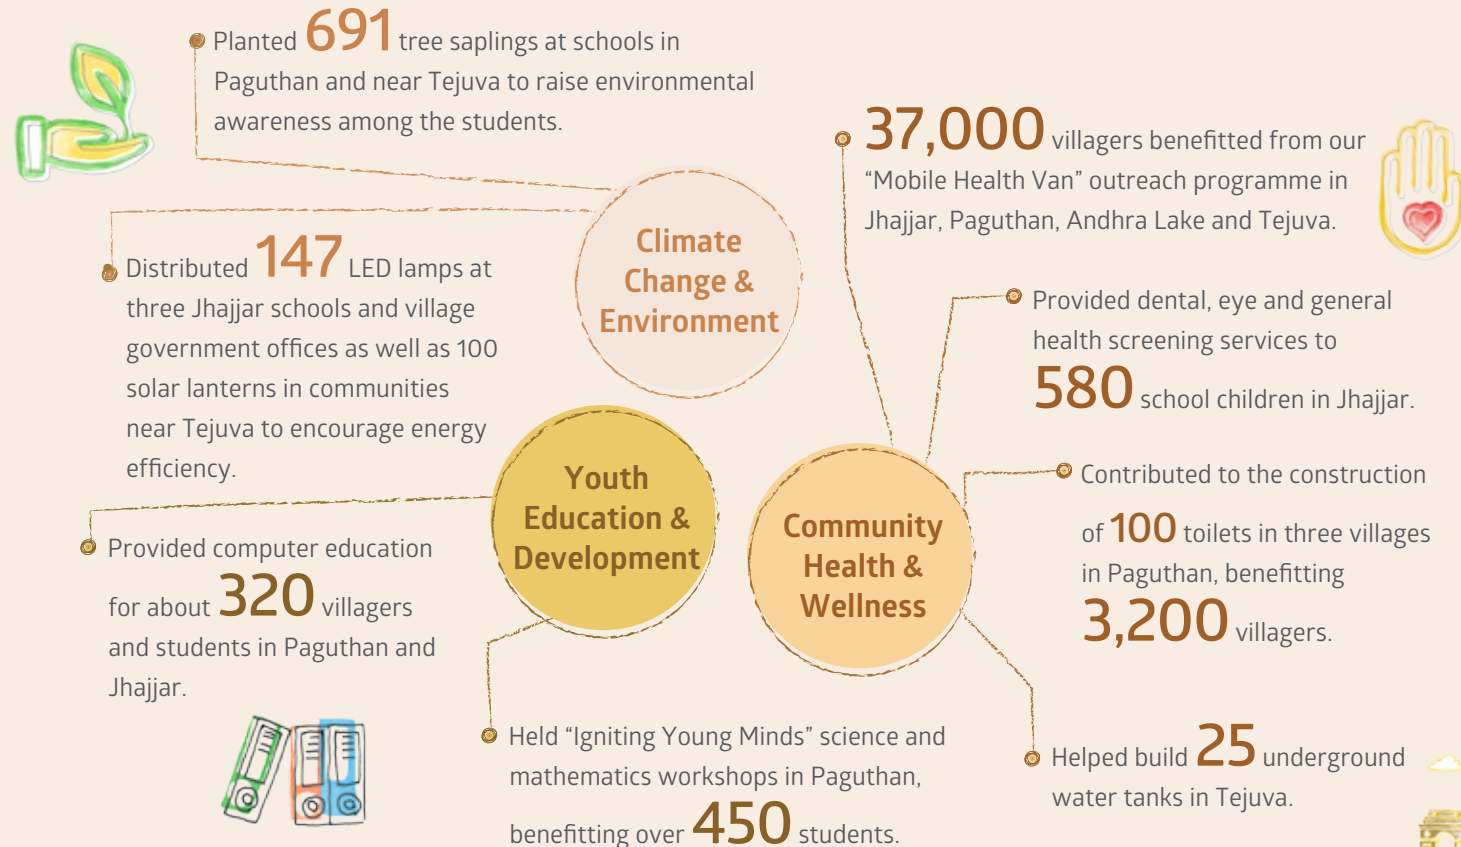 Planted 691 tree saplings at schools in
Paguthan and near Tejuva to raise environmental
awareness among the students.
Distributed 147 LED lamps at
three Jhajjar schools and village
government offices as well as 100
solar lanterns in communities
near Tejuva to encourage energy
efficiency.
Climate
Change &
Environment
37,000 villagers benefitted from our
“Mobile Health Van” outreach programme in
Jhajjar, Paguthan, Andhra Lake and Tejuva.
Provided dental, eye and general
health screening services to
580 school children in Jhajjar.
Youth
Education &
Development
Community
Health &
Wellness
Contributed to the construction
of 100 toilets in three villages
in Paguthan, benefitting
3,200 villagers.
Provided computer education
for about 320 villagers
and students in Paguthan and
Jhajjar.
Held “Igniting Young Minds” science and
mathematics workshops in Paguthan,
benefitting over 450 students.
Helped build 25 underground
water tanks in Tejuva.